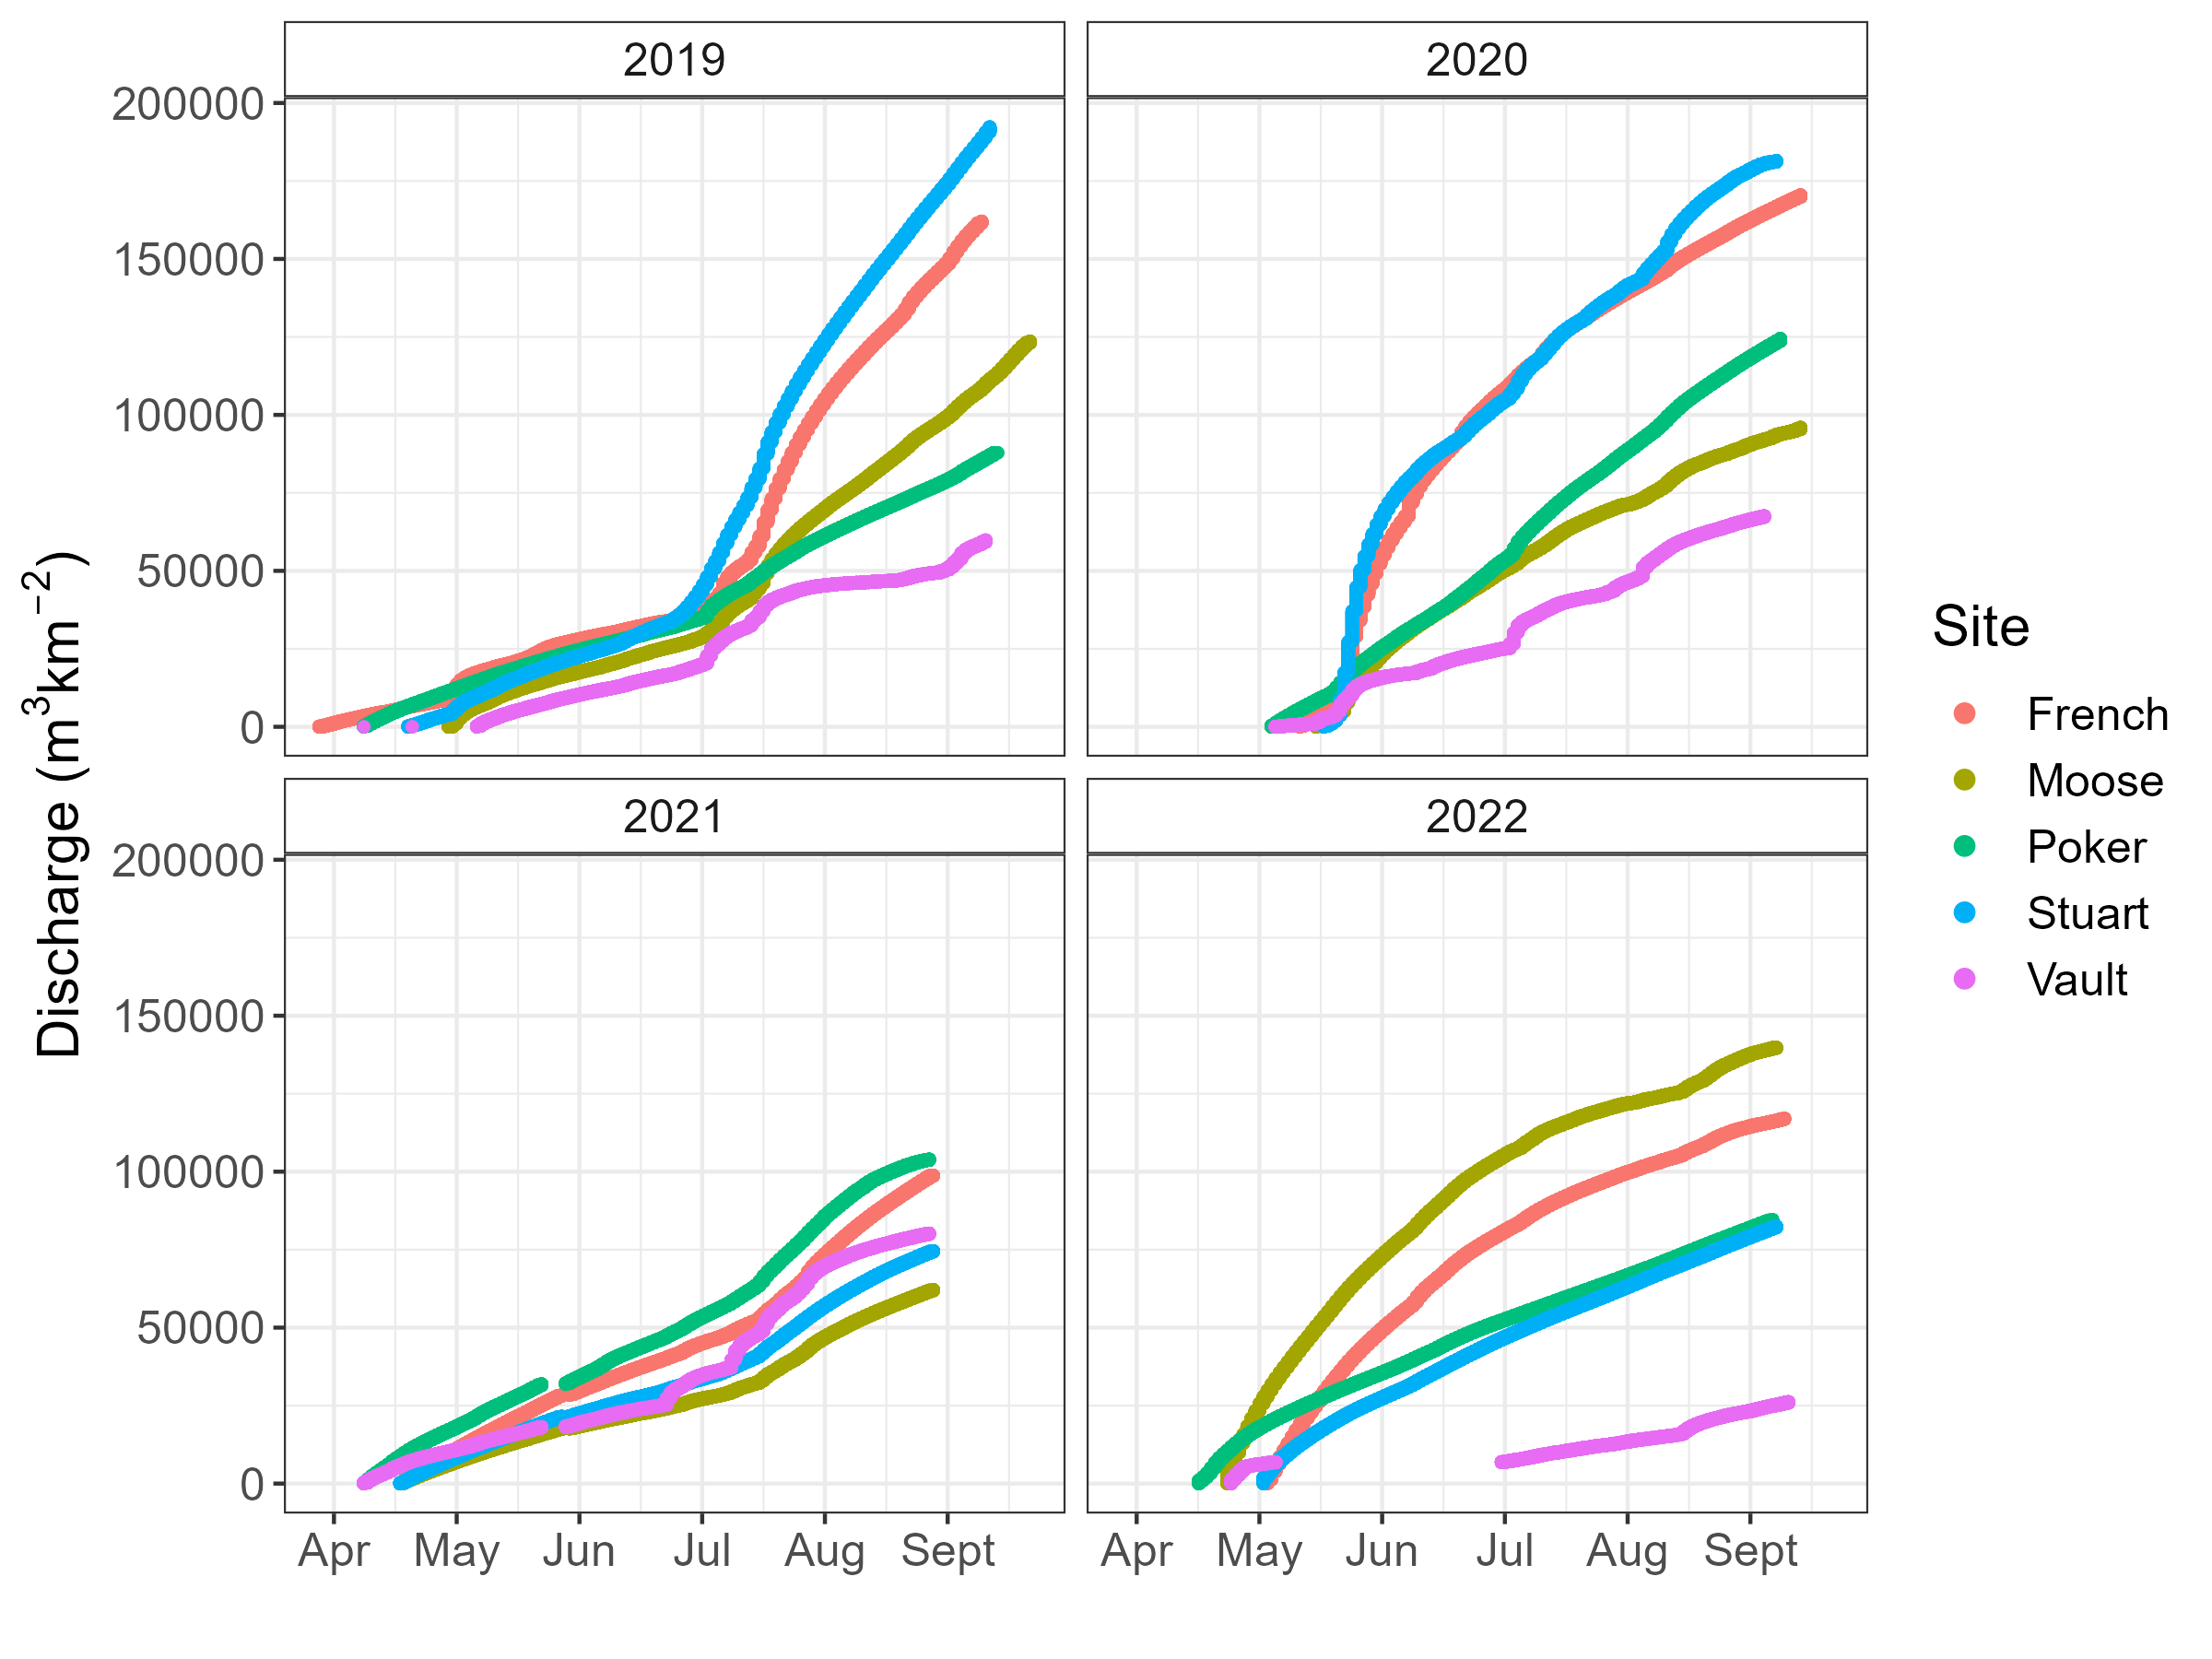 2019
2020
200000
150000
100000
50000
0
2021
2022
200000
150000
100000
50000
0
Apr May Jun Jul Aug Sept
Apr May Jun Jul Aug Sept
Discharge (m³km⁻²)
Site
French
Moose
Poker
Stuart
Vault